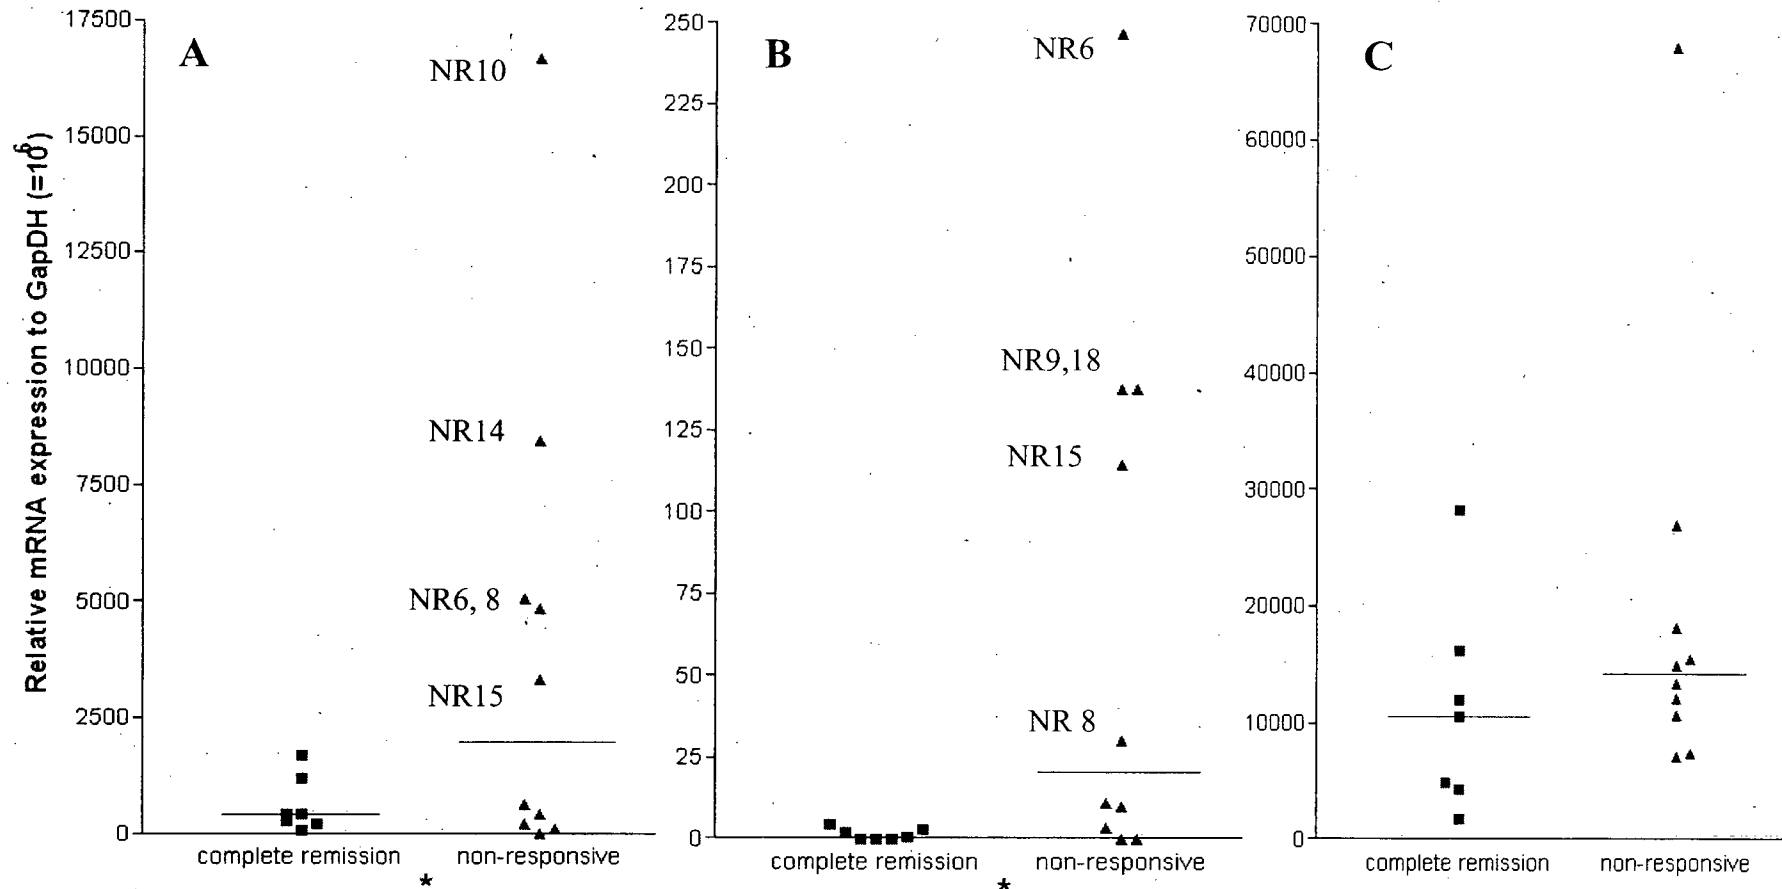 Relative mRNA expression to GapDH (=10⁶)
A
17500
15000
12500
10000
7500
5000
2500
0
NR10
NR14
NR6, 8
NR15
complete remission
non-responsive
*
B
250
225
200
175
150
125
100
75
50
25
0
NR6
NR9,18
NR15
NR 8
complete remission
non-responsive
*
C
70000
60000
50000
40000
30000
20000
10000
0
complete remission
non-responsive